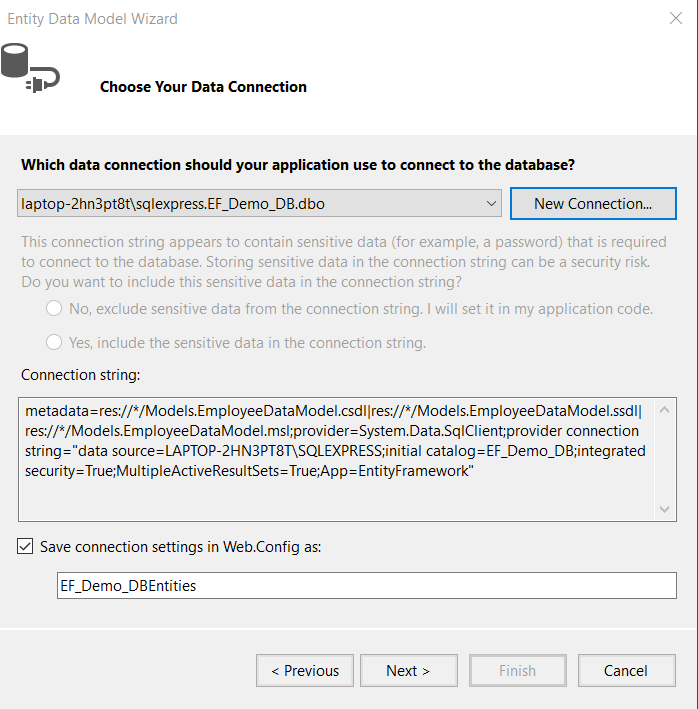 Entity Data Model Wizard
Choose Your Data Connection
Which data connection should your application use to connect to the database?
laptop-2hn3pt8t\sqlexpress.EF_Demo_DB.dbo
New Connection...
This connection string appears to contain sensitive data (for example, a password) that is required
to connect to the database. Storing sensitive data in the connection string can be a security risk.
Do you want to include this sensitive data in the connection string?
No, exclude sensitive data from the connection string. I will set it in my application code.
Yes, include the sensitive data in the connection string.
Connection string:
metadata=res://*/Models.EmployeeDataModel.csdl|res://*/Models.EmployeeDataModel.ssdl|
res://*/Models.EmployeeDataModel.msl;provider=System.Data.SqlClient;provider connection
string="data source=LAPTOP-2HN3PT8T\SQLEXPRESS;initial catalog=EF_Demo_DB;integrated
security=True;MultipleActiveResultSets=True;App=EntityFramework"
Save connection settings in Web.Config as:
EF_Demo_DBEntities
< Previous
Next >
Finish
Cancel